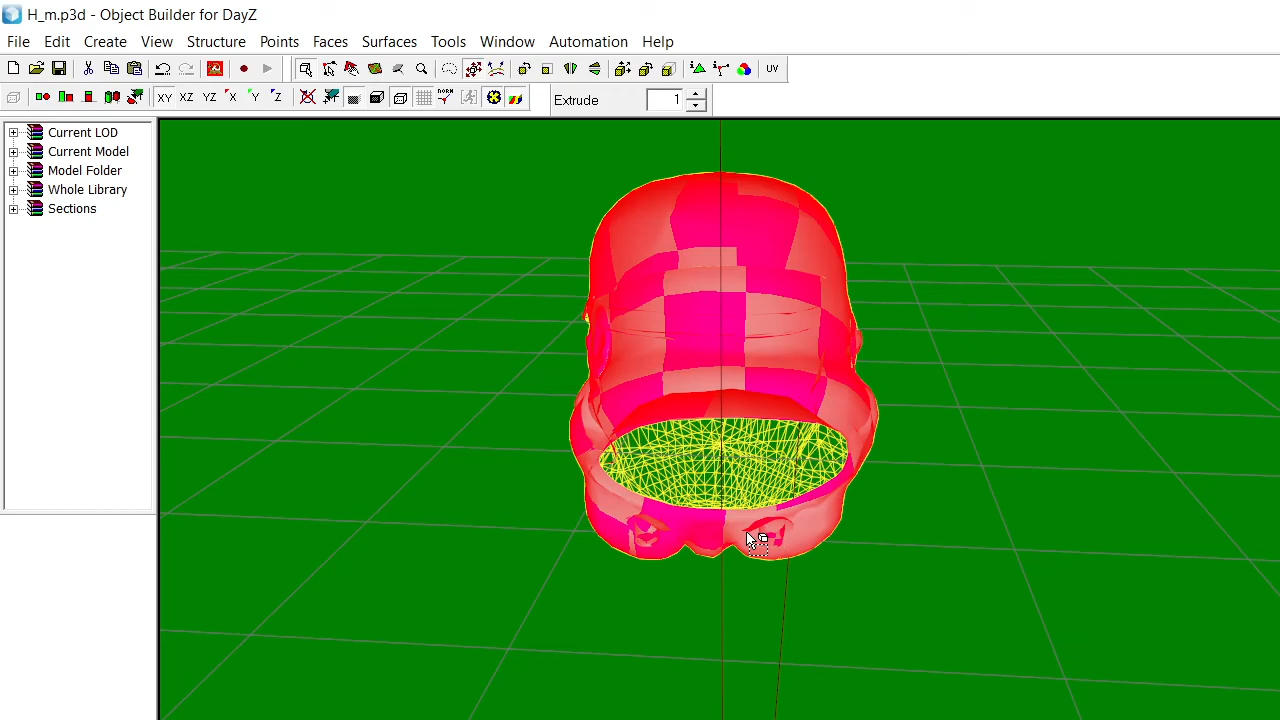 H_m.p3d - Object Builder for DayZ
File Edit Create View Structure Points Faces Surfaces Tools Window Automation Help
UV
XY XZ YZ X Y Z NORM Extrude 1
Current LOD
Current Model
Model Folder
Whole Library
Sections